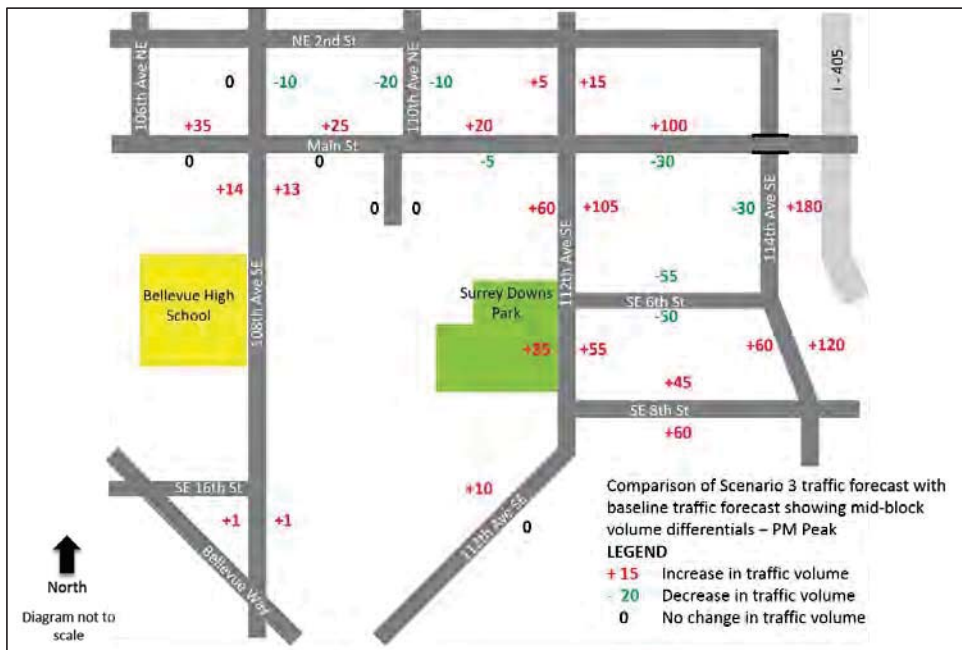 NE 2nd St
106th Ave NE
110th Ave NE
I - 405
0
-10
-20
-10
+5
+15
+35
+25
+20
+100
Main St
0
0
-5
-30
+14
+13
0
0
+60
+105
-30
+180
114th Ave SE
112th Ave SE
108th Ave SE
Bellevue High
School
Surrey Downs
Park
-55
SE 6th St
-50
+35
+55
+60
+120
+45
SE 8th St
+60
SE 16th St
+10
112th Ave SE
0
+1
+1
Bellevue Way
North
Diagram not to
scale
Comparison of Scenario 3 traffic forecast with
baseline traffic forecast showing mid-block
volume differentials – PM Peak
LEGEND
+ 15 Increase in traffic volume
- 20 Decrease in traffic volume
0 No change in traffic volume